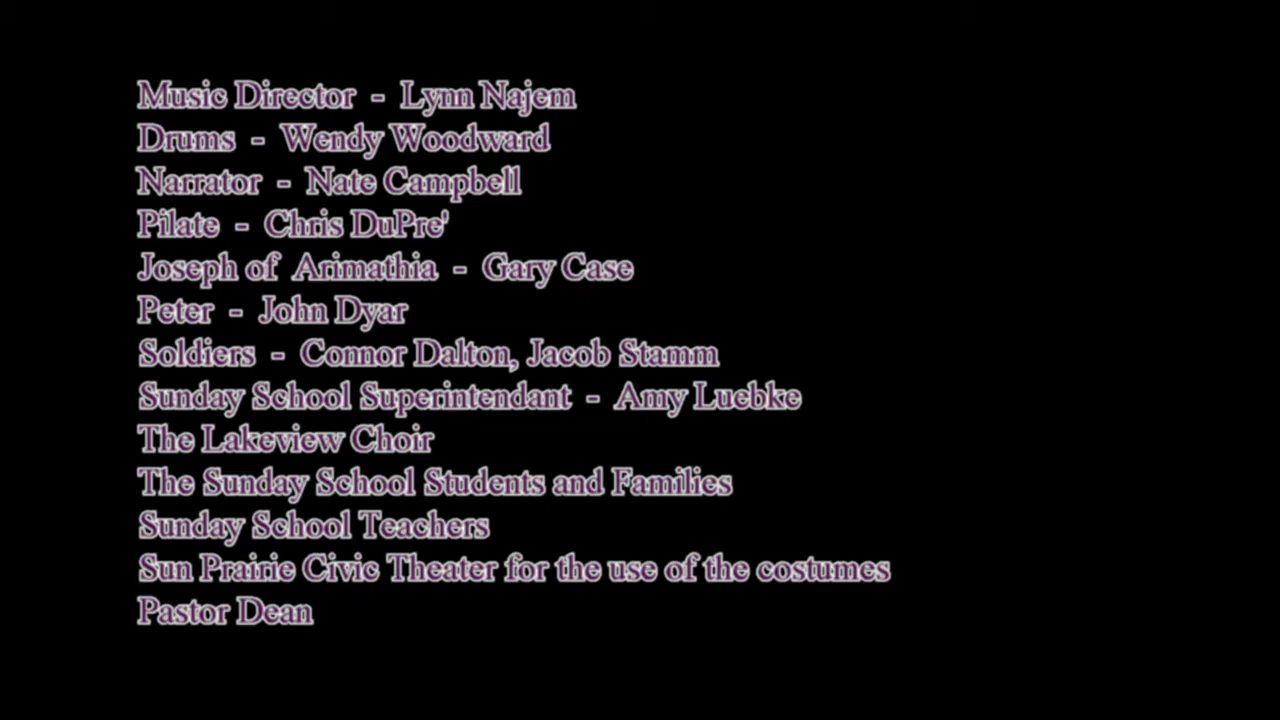 Music Director - Lynn Najem
Drums - Wendy Woodward
Narrator - Nate Campbell
Pilate - Chris DuPre'
Joseph of Arimathia - Gary Case
Peter - John Dyar
Soldiers - Connor Dalton, Jacob Stamm
Sunday School Superintendant - Amy Luebke
The Lakeview Choir
The Sunday School Students and Families
Sunday School Teachers
Sun Prairie Civic Theater for the use of the costumes
Pastor Dean